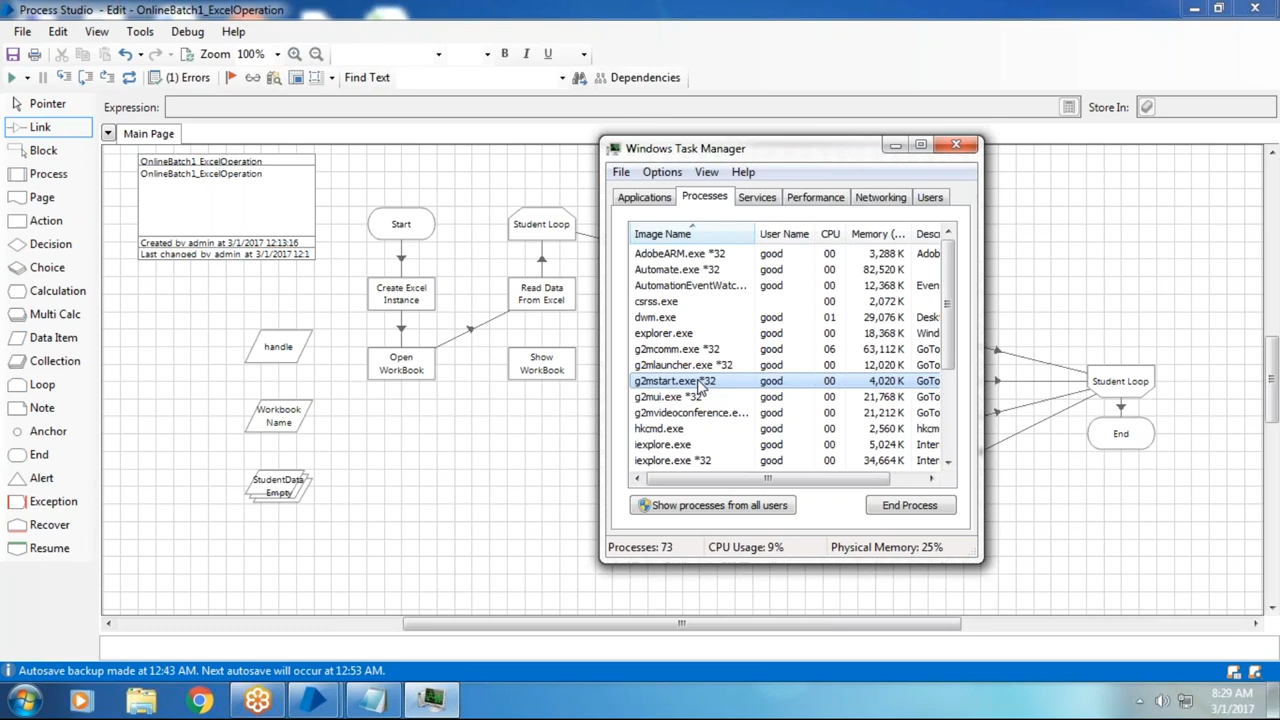 Process Studio - Edit - OnlineBatch1_ExcelOperation
File Edit View Tools Debug Help
Zoom 100% B I U
(1) Errors Find Text Dependencies
Expression: Store In:
Main Page
Pointer
Link
Block
Process
Page
Action
Decision
Choice
Calculation
Multi Calc
Data Item
Collection
Loop
Note
Anchor
End
Alert
Exception
Recover
Resume
OnlineBatch1_ExcelOperation
OnlineBatch1_ExcelOperation
Created by admin at 3/1/2017 12:13:16
Last changed by admin at 3/1/2017 12:1
handle
Workbook
Name
StudentData
Empty
Start
Create Excel
Instance
Open
WorkBook
Student Loop
Read Data
From Excel
Show
WorkBook
Student Loop
End
Windows Task Manager
File Options View Help
Applications Processes Services Performance Networking Users
Image Name User Name CPU Memory (... Descr
AdobeARM.exe *32 good 00 3,288 K Adob
Automate.exe *32 good 00 82,520 K
AutomationEventWatc... good 00 12,368 K Even
csrss.exe 00 2,072 K
dwm.exe good 01 29,076 K Desk
explorer.exe good 00 18,368 K Wind
g2mcomm.exe *32 good 06 63,112 K GoTo
g2mlauncher.exe *32 good 00 12,020 K GoTo
g2mstart.exe *32 good 00 4,020 K GoTo
g2mui.exe *32 good 00 21,768 K GoTo
g2mvideoconference.e... good 00 21,212 K GoTo
hkcmd.exe good 00 2,560 K hkcm
iexplore.exe good 00 5,024 K Inter
iexplore.exe *32 good 00 34,664 K Inter
Show processes from all users End Process
Processes: 73 CPU Usage: 9% Physical Memory: 25%
Autosave backup made at 12:43 AM. Next autosave will occur at 12:53 AM.
8:29 AM
3/1/2017